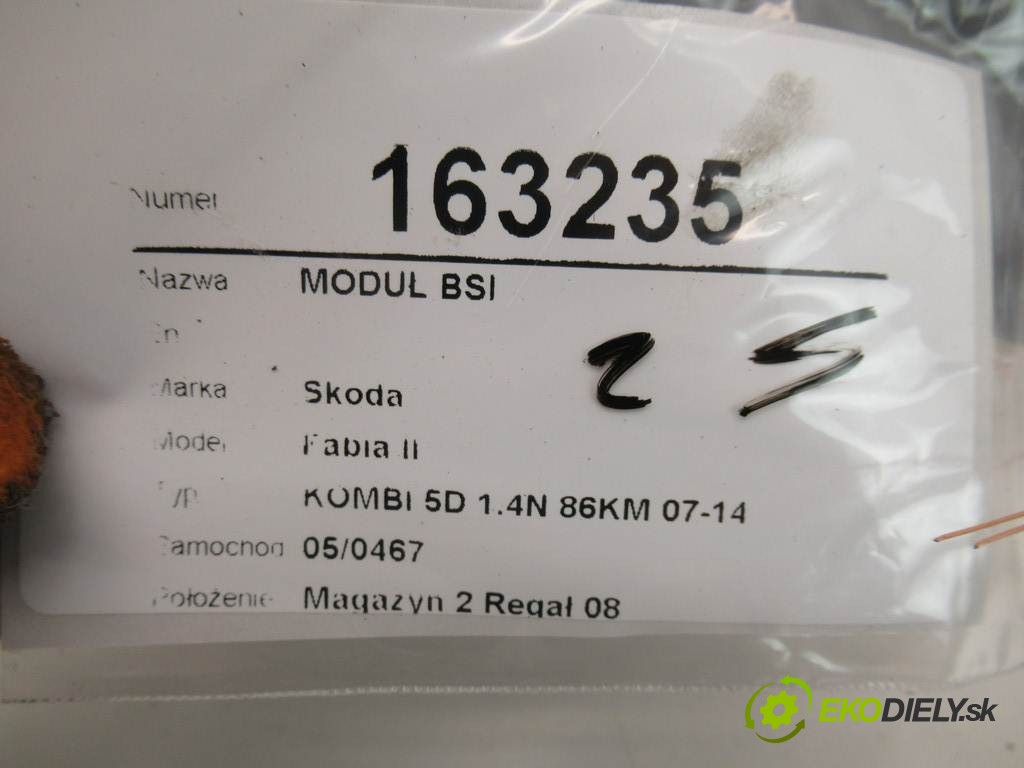 Numer 163235
Nazwa MODUŁ BSI
Marka Skoda
Model Fabia II
Typ KOMBI 5D 1.4N 86KM 07-14
Samochod 05/0467
Położenie Magazyn 2 Regał 08
EKODIELY.sk